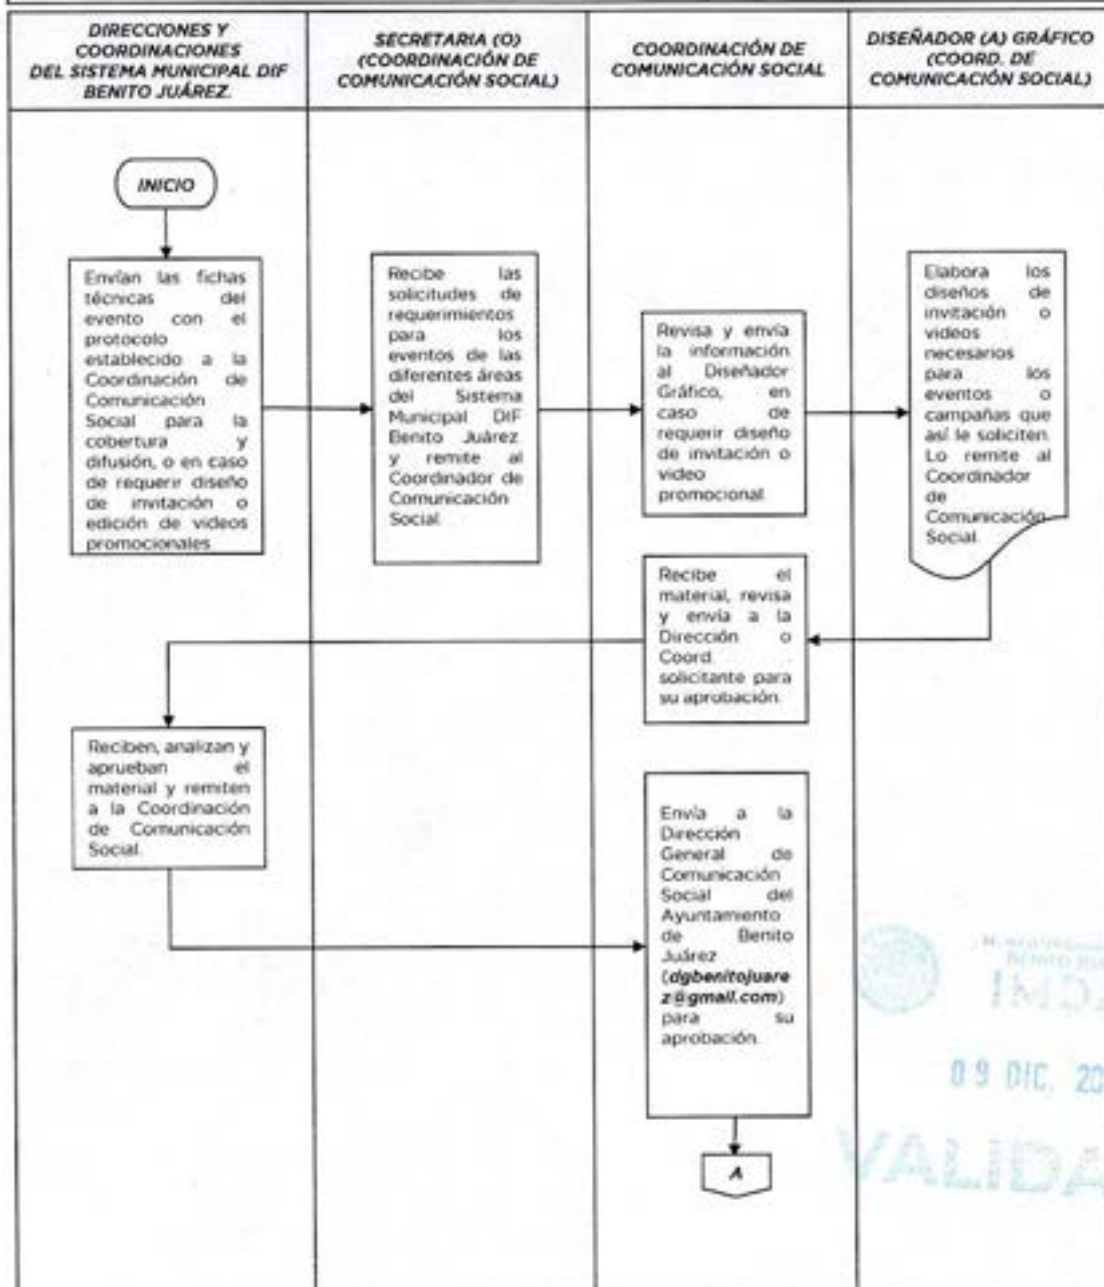 DIRECCIONES Y
COORDINACIONES
DEL SISTEMA MUNICIPAL DIF
BENITO JUÁREZ.
SECRETARIA (O)
(COORDINACIÓN DE
COMUNICACIÓN SOCIAL)
COORDINACIÓN DE
COMUNICACIÓN SOCIAL
DISEÑADOR (A) GRÁFICO
(COORD. DE
COMUNICACIÓN SOCIAL)
INICIO
Envían las fichas
técnicas del
evento con el
protocolo
establecido a la
Coordinación de
Comunicación
Social para la
cobertura y
difusión, o en caso
de requerir diseño
de invitación o
edición de videos
promocionales
Recibe las
solicitudes de
requerimientos
para los
eventos de las
diferentes áreas
del Sistema
Municipal DIF
Benito Juárez
y remite al
Coordinador de
Comunicación
Social.
Revisa y envía
la información
al Diseñador
Gráfico, en
caso de
requerir diseño
de invitación o
video
promocional.
Elabora los
diseños de
invitación o
videos
necesarios
para los
eventos o
campañas que
así le soliciten.
Lo remite al
Coordinador
de
Comunicación
Social.
Recibe el
material, revisa
y envía a la
Dirección o
Coord.
solicitante para
su aprobación.
Reciben, analizan y
aprueban el
material y remiten
a la Coordinación
de Comunicación
Social.
Envía a la
Dirección
General de
Comunicación
Social del
Ayuntamiento
de Benito
Juárez
(dgbenitojuare
z@gmail.com)
para su
aprobación.
A
09 DIC. 20
VALIDA